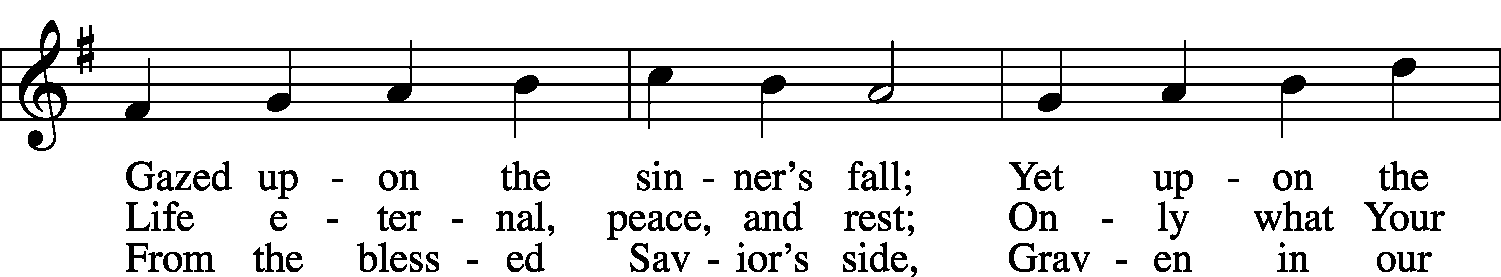 Gazed up - on the sin - ner's fall; Yet up - on the
Life e - ter - nal, peace, and rest; On - ly what Your
From the bless - ed Sav - ior's side, Grav - en in our